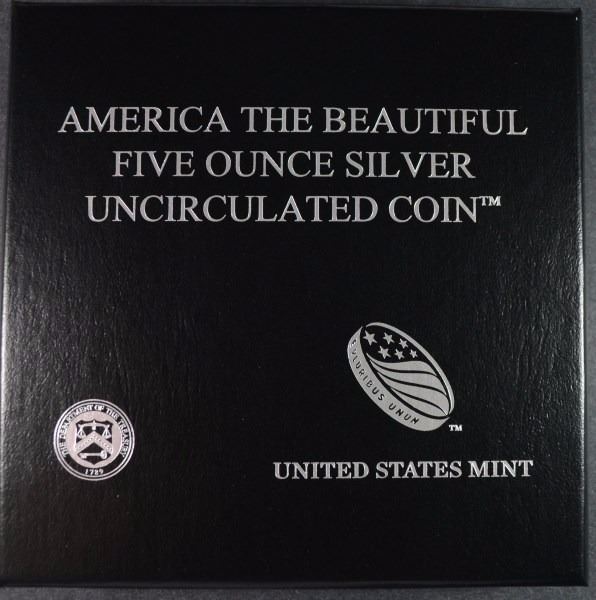 AMERICA THE BEAUTIFUL
FIVE OUNCE SILVER
UNCIRCULATED COIN™
E PLURIBUS UNUM
™
THE DEPARTMENT OF THE TREASURY
1789
UNITED STATES MINT